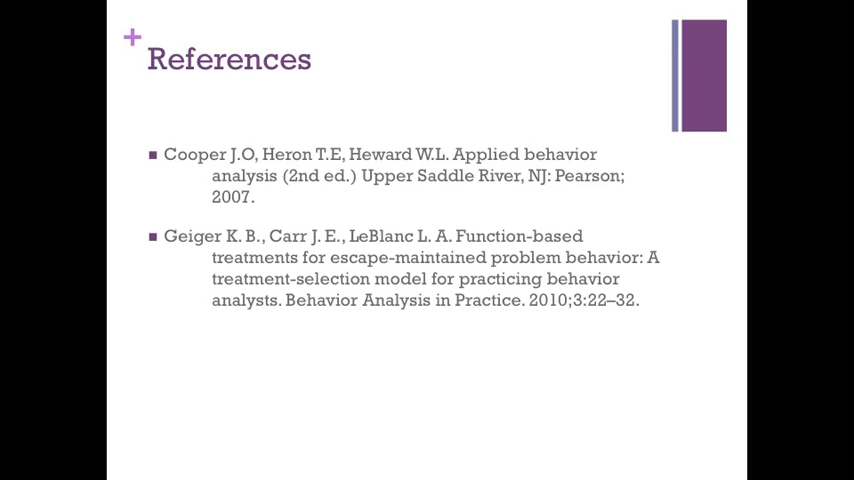 +
References
Cooper J.O, Heron T.E, Heward W.L. Applied behavior
analysis (2nd ed.) Upper Saddle River, NJ: Pearson;
2007.
Geiger K. B., Carr J. E., LeBlanc L. A. Function-based
treatments for escape-maintained problem behavior: A
treatment-selection model for practicing behavior
analysts. Behavior Analysis in Practice. 2010;3:22–32.